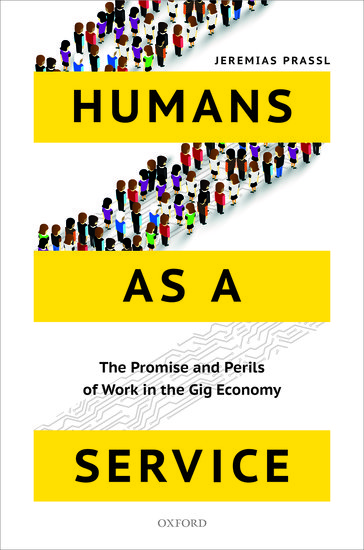 JEREMIAS PRASSL
HUMANS
AS A
The Promise and Perils
of Work in the Gig Economy
SERVICE
OXFORD